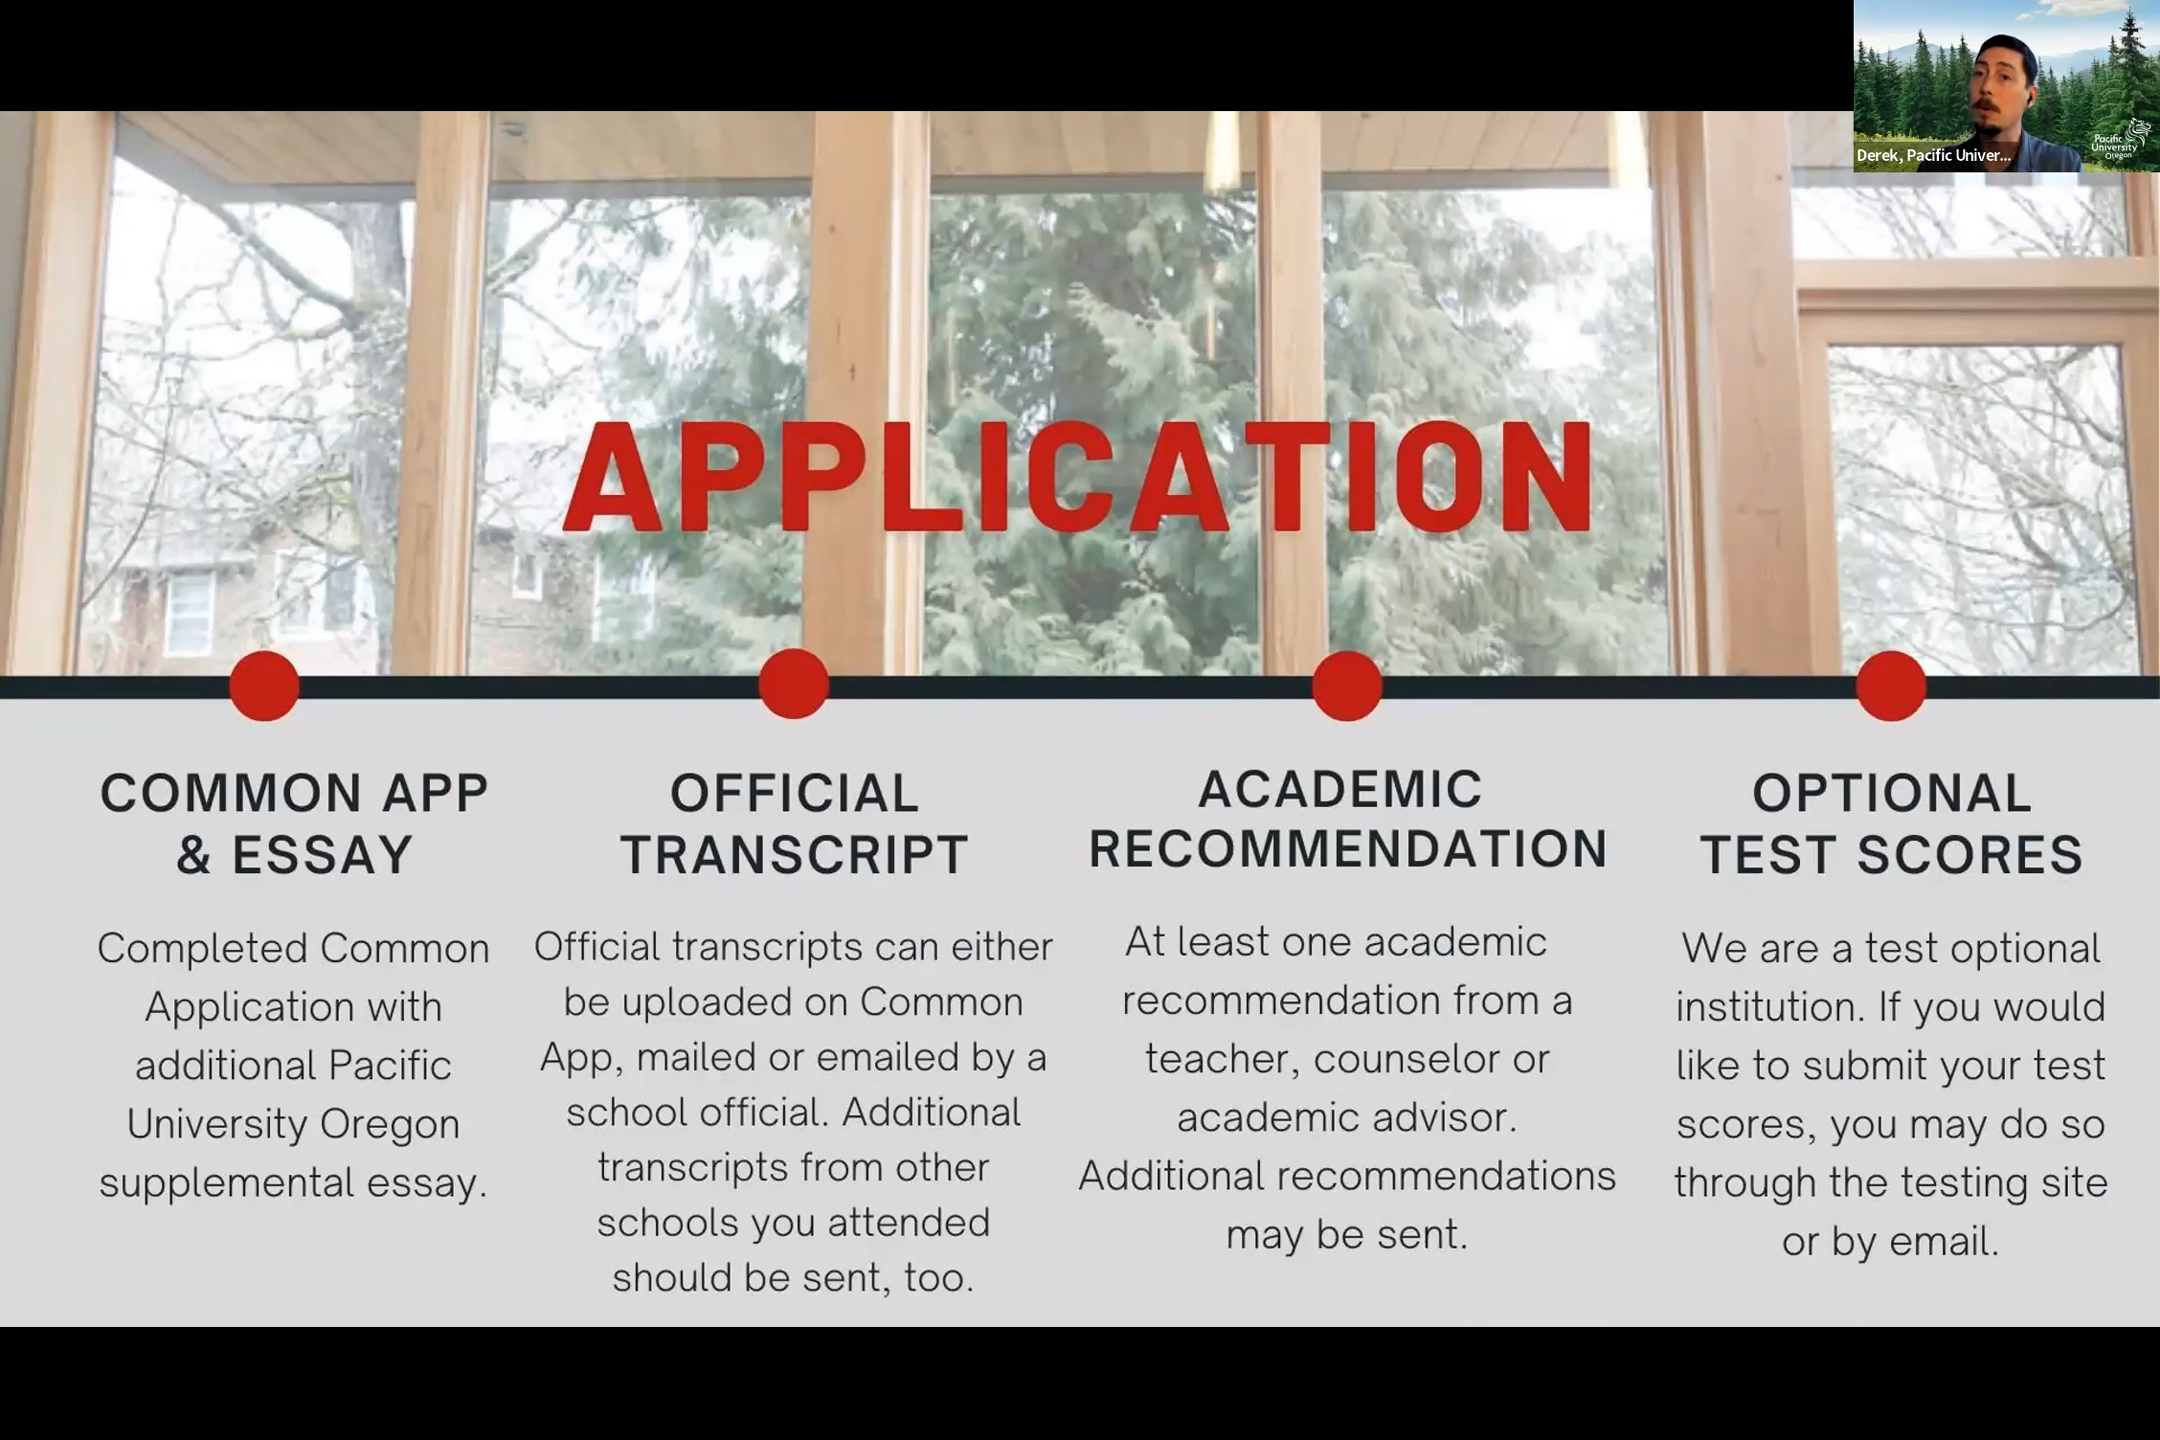 Pacific
University
Oregon
Derek, Pacific Univer...
APPLICATION
COMMON APP
& ESSAY
Completed Common
Application with
additional Pacific
University Oregon
supplemental essay.
OFFICIAL
TRANSCRIPT
Official transcripts can either
be uploaded on Common
App, mailed or emailed by a
school official. Additional
transcripts from other
schools you attended
should be sent, too.
ACADEMIC
RECOMMENDATION
At least one academic
recommendation from a
teacher, counselor or
academic advisor.
Additional recommendations
may be sent.
OPTIONAL
TEST SCORES
We are a test optional
institution. If you would
like to submit your test
scores, you may do so
through the testing site
or by email.